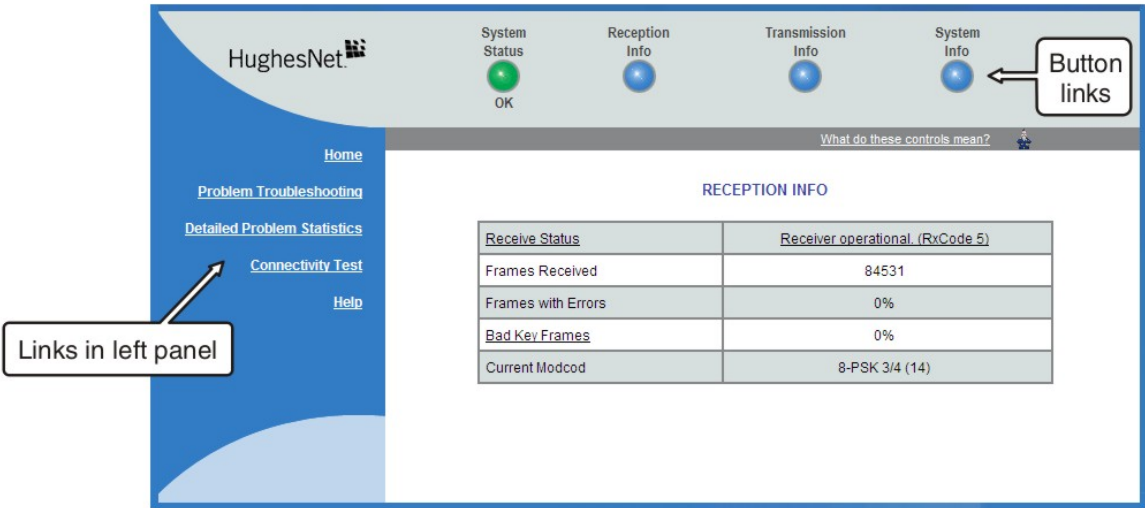 HughesNet.
System Status
OK
Reception Info
Transmission Info
System Info
Button links
What do these controls mean?
Home
Problem Troubleshooting
Detailed Problem Statistics
Connectivity Test
Help
Links in left panel
RECEPTION INFO
Receive Status Receiver operational. (RxCode 5)
Frames Received 84531
Frames with Errors 0%
Bad Key Frames 0%
Current Modcod 8-PSK 3/4 (14)